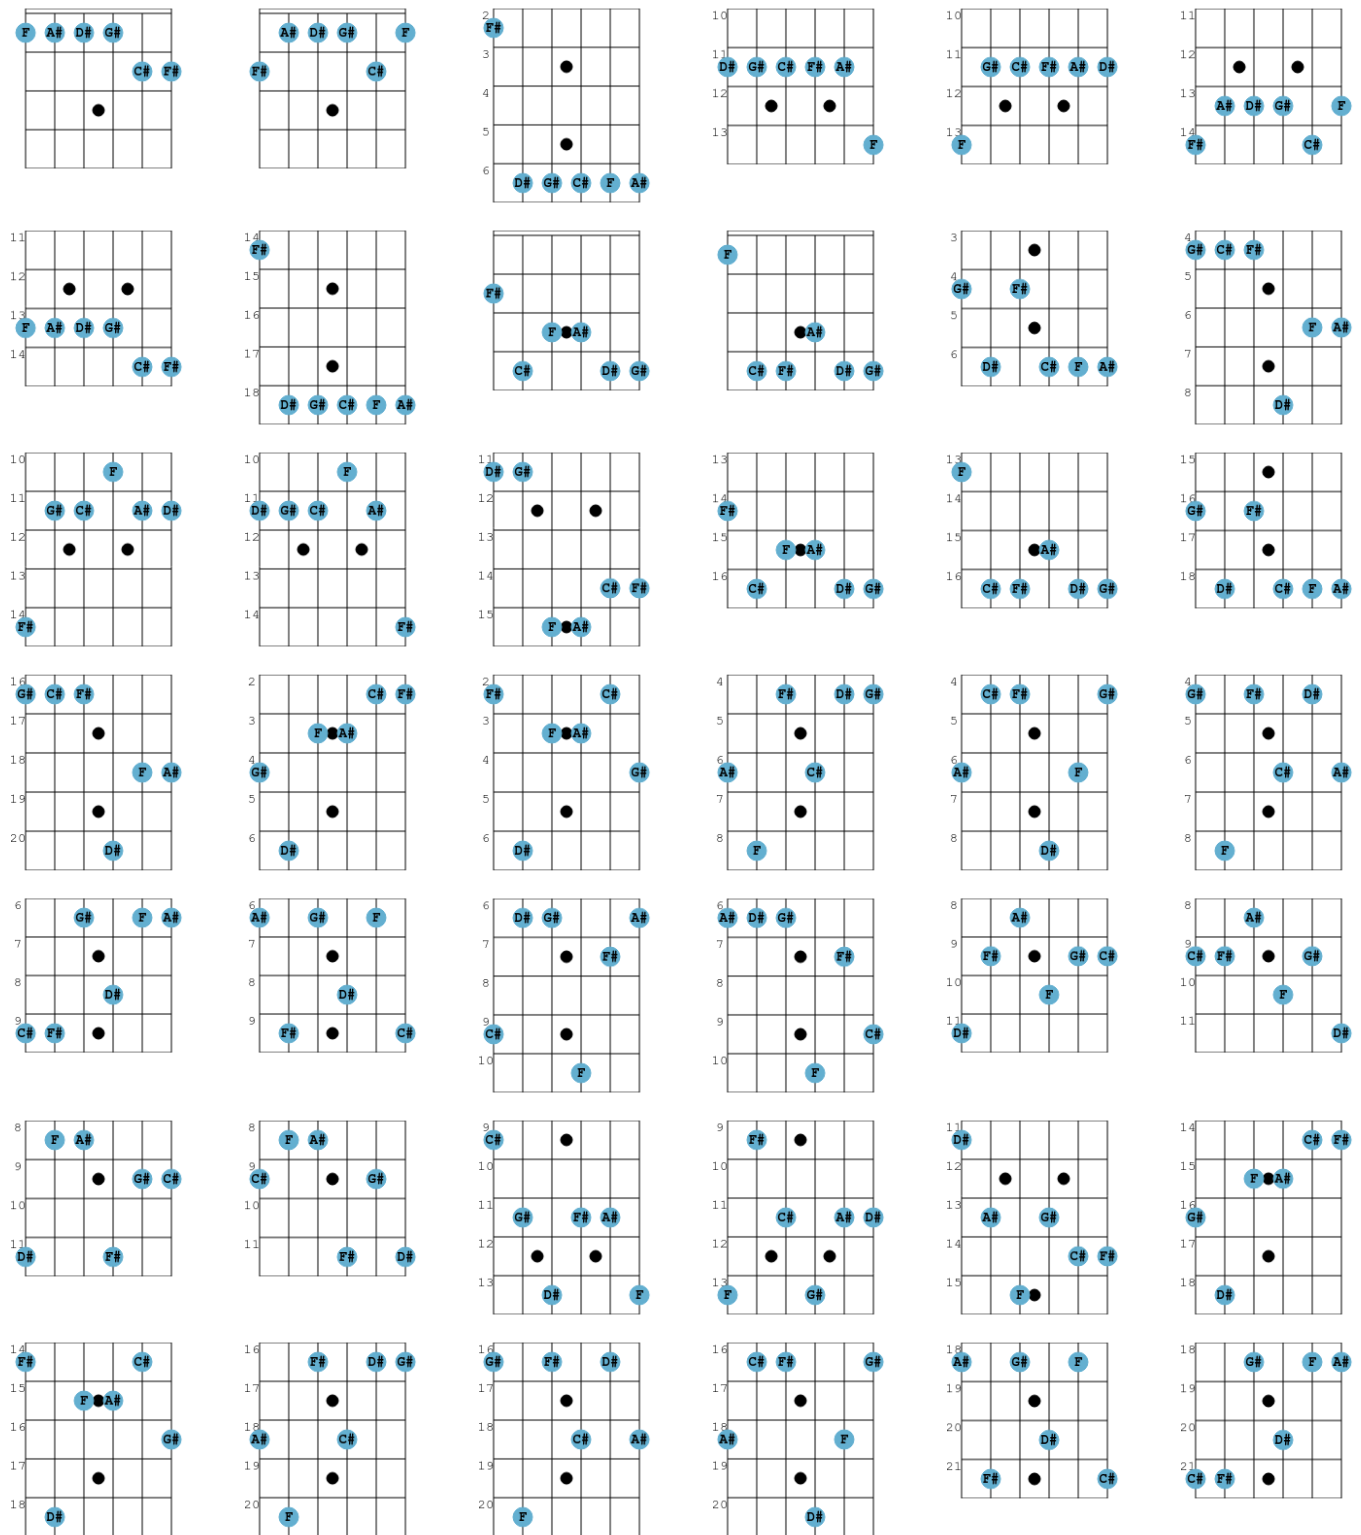 F A# D# G# A# D# G# F 2 F# 10 10 11
C# F# F# C# 3 11 D# G# C# F# A# 11 G# C# F# A# D# 12
4 12 12 13 A# D# G# F
5 13 F 13 F 14 F# C#
6 D# G# C# F A#
11 14 F# F 3 4 G# C# F#
12 15 F# 4 G# F# 5
13 F A# D# G# 16 F A# A# 5 6 F A#
14 C# F# 17 C# D# G# C# F# D# G# 6 D# C# F A# 7
18 D# G# C# F A# 8 D#
10 F 10 F 11 D# G# 13 13 F 15
11 G# C# A# D# 11 D# G# C# A# 12 14 F# 14 16 G# F#
12 12 13 15 F A# 15 A# 17
13 13 14 C# F# 16 C# D# G# 16 C# F# D# G# 18 D# C# F A#
14 F# 14 F# 15 F A#
16 G# C# F# 2 C# F# 2 F# C# 4 F# D# G# 4 C# F# G# 4 G# F# D#
17 3 F A# 3 F A# 5 5 5
18 F A# 4 G# 4 G# 6 A# C# 6 A# F 6 C# A#
19 5 5 7 7 7
20 D# 6 D# 6 D# 8 F 8 D# 8 F
6 G# F A# 6 A# G# F 6 D# G# A# 6 A# D# G# 8 A# 8 A#
7 7 7 F# 7 F# 9 F# G# C# 9 C# F# G#
8 D# 8 D# 8 8 10 F 10 F
9 C# F# 9 F# C# 9 C# 9 C# 11 D# 11 D#
10 F 10 F
8 F A# 8 F A# 9 C# 9 F# 11 D# 14 C# F#
9 G# C# 9 C# G# 10 10 12 15 F A#
10 10 11 G# F# A# 11 C# A# D# 13 A# G# 16 G#
11 D# F# 11 F# D# 12 12 14 C# F# 17
13 D# F 13 F G# 15 F 18 D#
14 F# C# 16 F# D# G# 16 G# F# D# 16 C# F# G# 18 A# G# F 18 G# F A#
15 F A# 17 17 17 19 19
16 G# 18 A# C# 18 C# A# 18 A# F 20 D# 20 D#
17 19 19 19 21 F# C# 21 C# F#
18 D# 20 F 20 F 20 D#